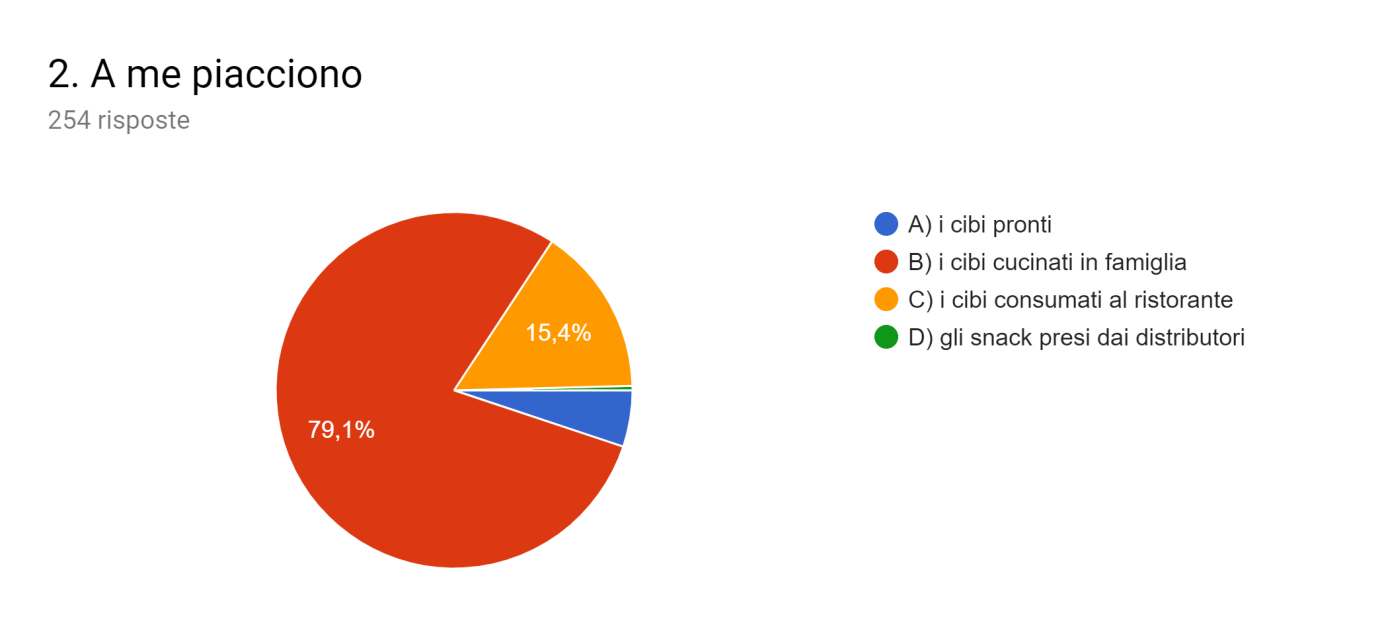 2. A me piacciono
254 risposte
15,4%
79,1%
A) i cibi pronti
B) i cibi cucinati in famiglia
C) i cibi consumati al ristorante
D) gli snack presi dai distributori